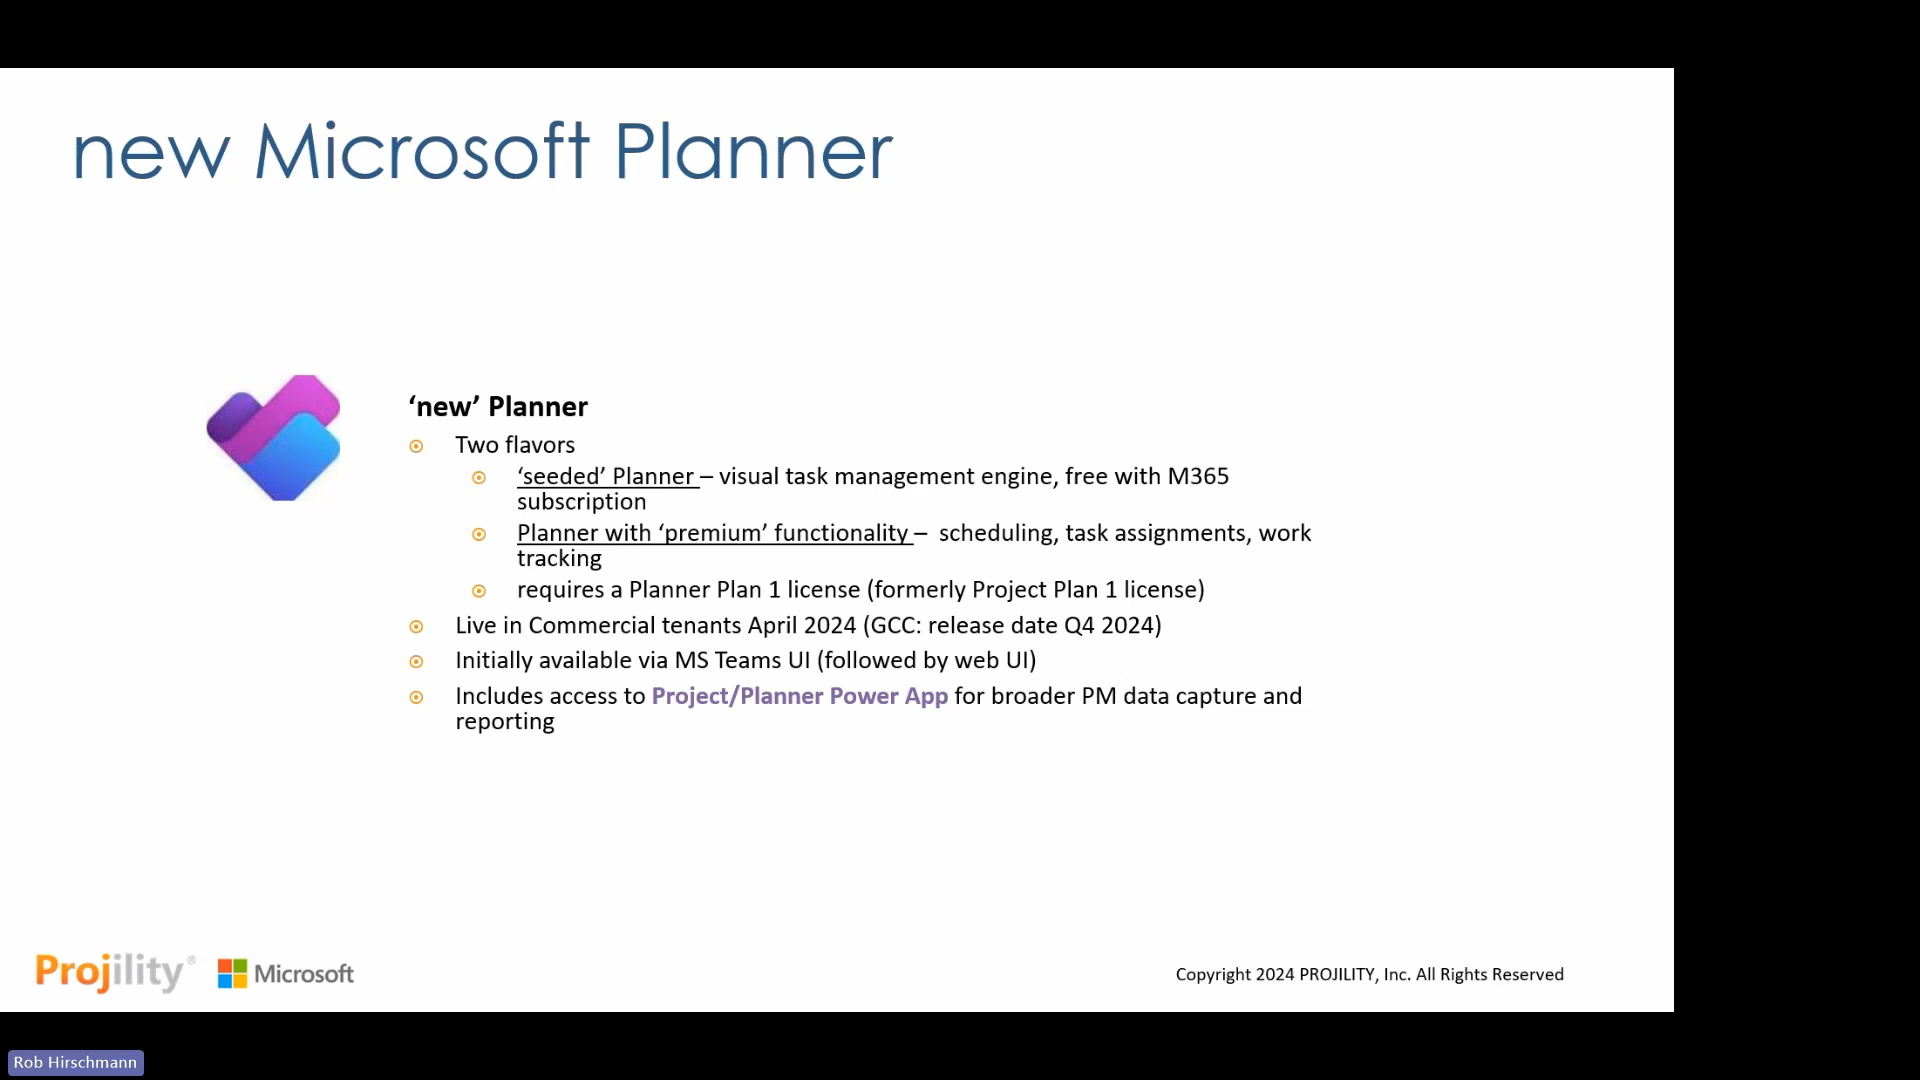 new Microsoft Planner
‘new’ Planner
Two flavors
‘seeded’ Planner – visual task management engine, free with M365
subscription
Planner with ‘premium’ functionality – scheduling, task assignments, work
tracking
requires a Planner Plan 1 license (formerly Project Plan 1 license)
Live in Commercial tenants April 2024 (GCC: release date Q4 2024)
Initially available via MS Teams UI (followed by web UI)
Includes access to Project/Planner Power App for broader PM data capture and
reporting
Projility®
Microsoft
Copyright 2024 PROJILITY, Inc. All Rights Reserved
Rob Hirschmann